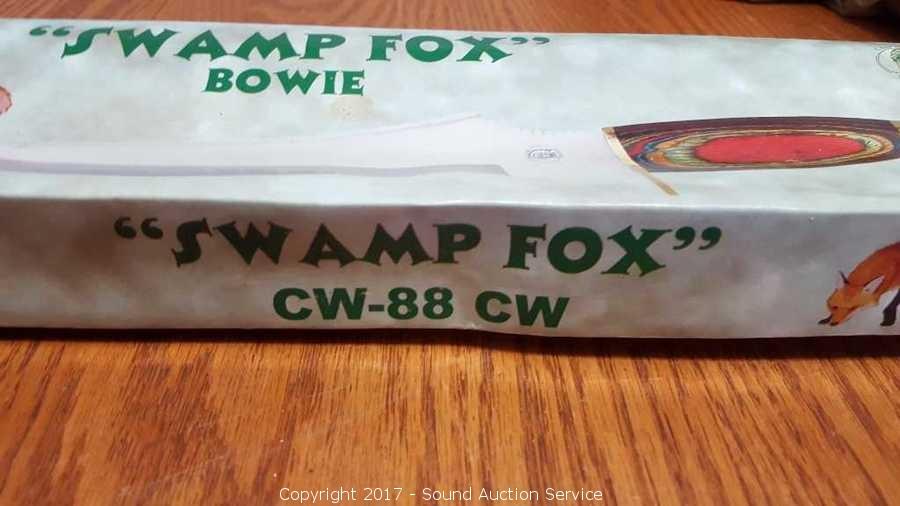 “SWAMP FOX”
BOWIE
“SWAMP FOX”
CW-88 CW
Copyright 2017 - Sound Auction Service